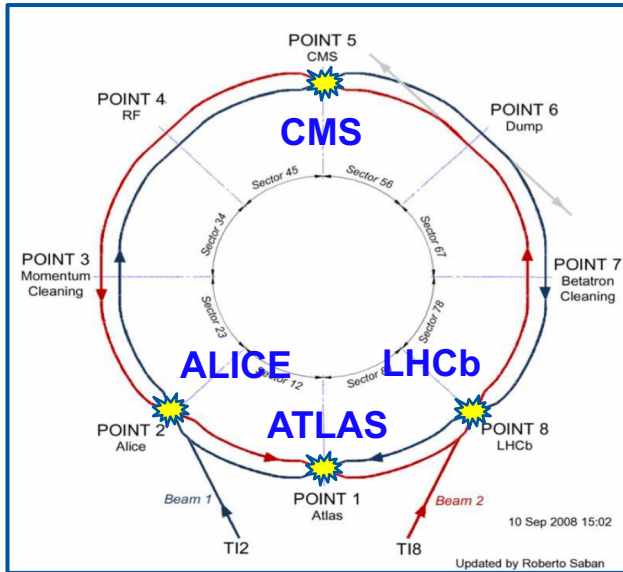 POINT 5
CMS
POINT 4
RF
POINT 6
Dump
CMS
Sector 45
Sector 56
Sector 34
Sector 67
POINT 3
Momentum
Cleaning
POINT 7
Betatron
Cleaning
Sector 23
Sector 78
ALICE
LHCb
Sector 12
Sector
ATLAS
POINT 2
Alice
POINT 8
LHCb
Beam 1
POINT 1
Atlas
Beam 2
10 Sep 2008 15:02
TI2
TI8
Updated by Roberto Saban